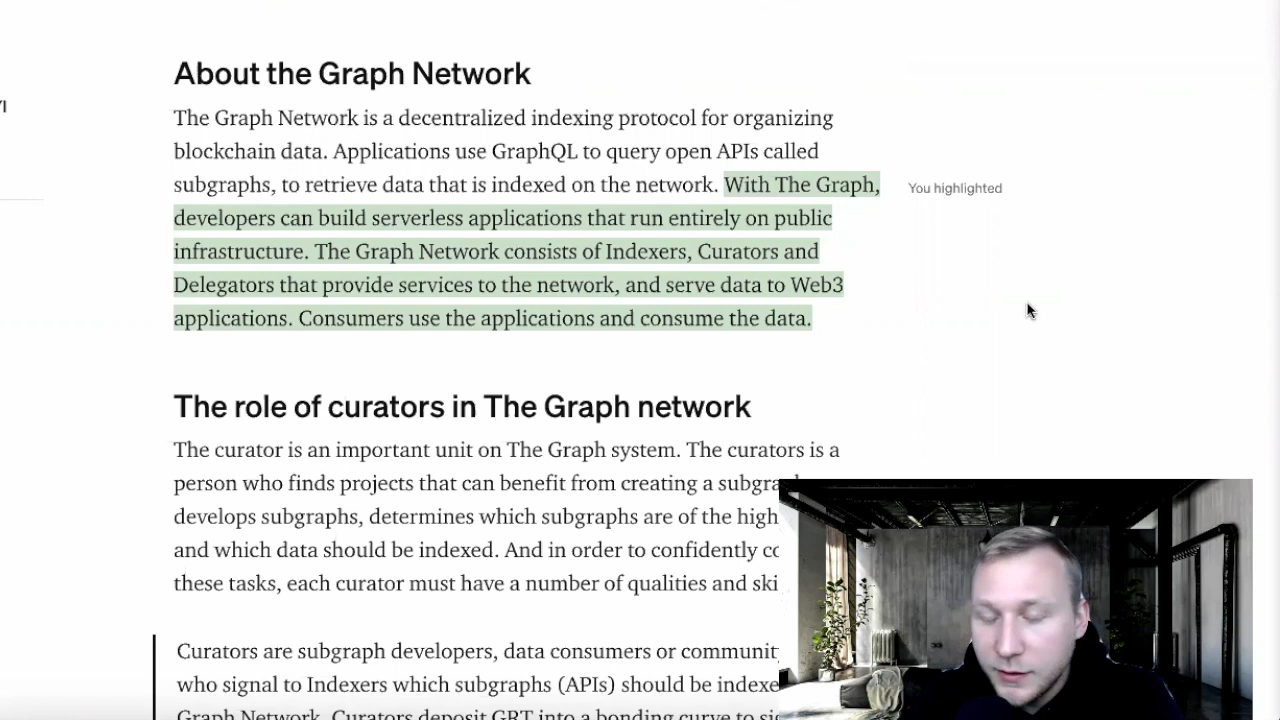 About the Graph Network
The Graph Network is a decentralized indexing protocol for organizing
blockchain data. Applications use GraphQL to query open APIs called
subgraphs, to retrieve data that is indexed on the network. With The Graph,
You highlighted
developers can build serverless applications that run entirely on public
infrastructure. The Graph Network consists of Indexers, Curators and
Delegators that provide services to the network, and serve data to Web3
applications. Consumers use the applications and consume the data.
The role of curators in The Graph network
The curator is an important unit on The Graph system. The curators is a
person who finds projects that can benefit from creating a
develops subgraphs, determines which subgraphs are of the high
and which data should be indexed. And in order to confidently
these tasks, each curator must have a number of qualities and
Curators are subgraph developers, data consumers or
who signal to Indexers which subgraphs (APIs) should be
Graph Network. Curators deposit GRT into a bonding curve to